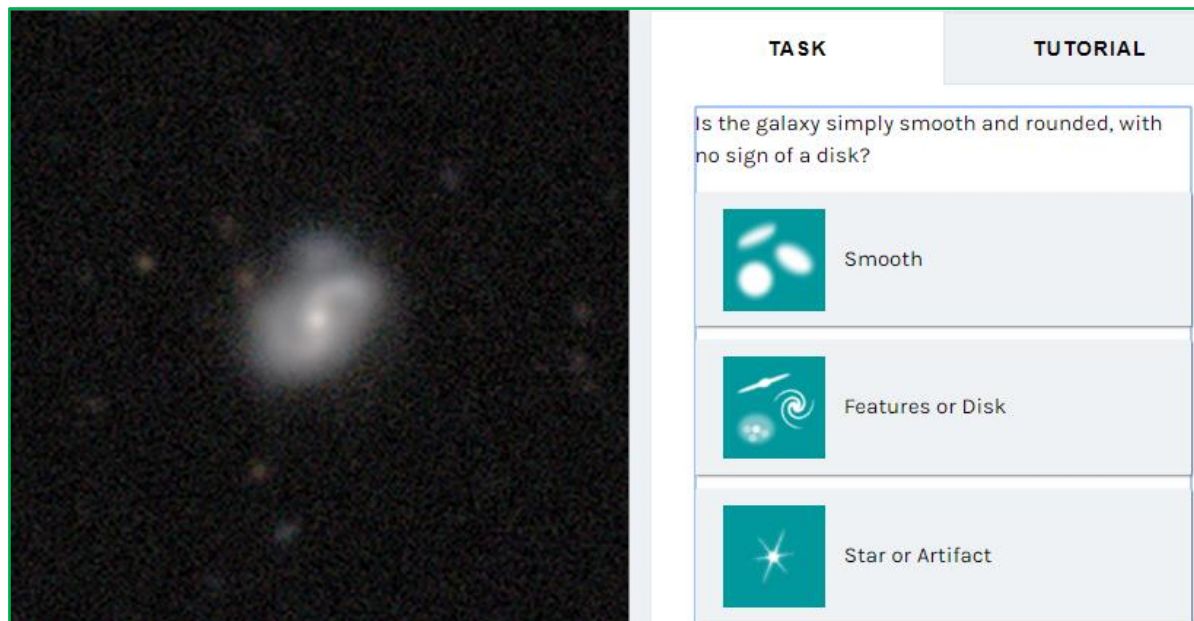 TASK
TUTORIAL
Is the galaxy simply smooth and rounded, with
no sign of a disk?
Smooth
Features or Disk
Star or Artifact